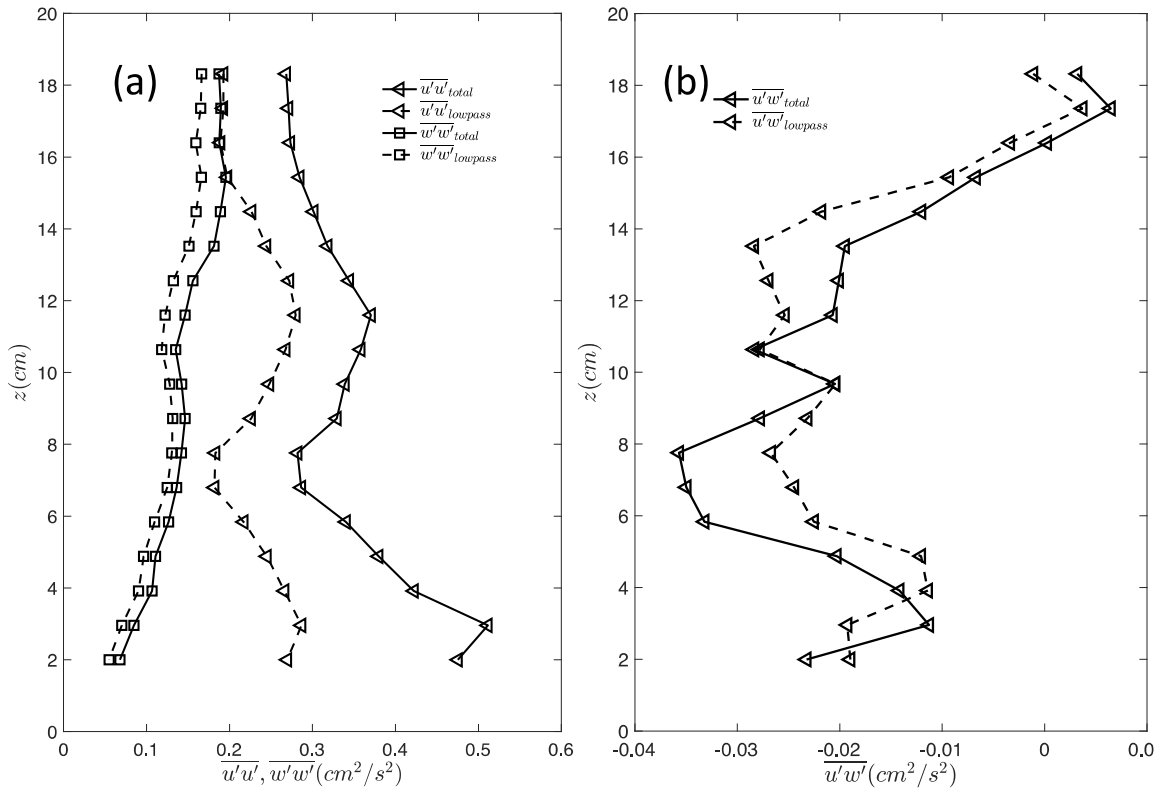 (a)
u'u' total
u'u' lowpass
w'w' total
w'w' lowpass
20
18
16
14
12
10
8
6
4
2
0
z(cm)
0 0.1 0.2 0.3 0.4 0.5 0.6
u'u', w'w'(cm²/s²)
(b)
u'w' total
u'w' lowpass
20
18
16
14
12
10
8
6
4
2
0
z(cm)
-0.04 -0.03 -0.02 -0.01 0 0.0
u'w'(cm²/s²)